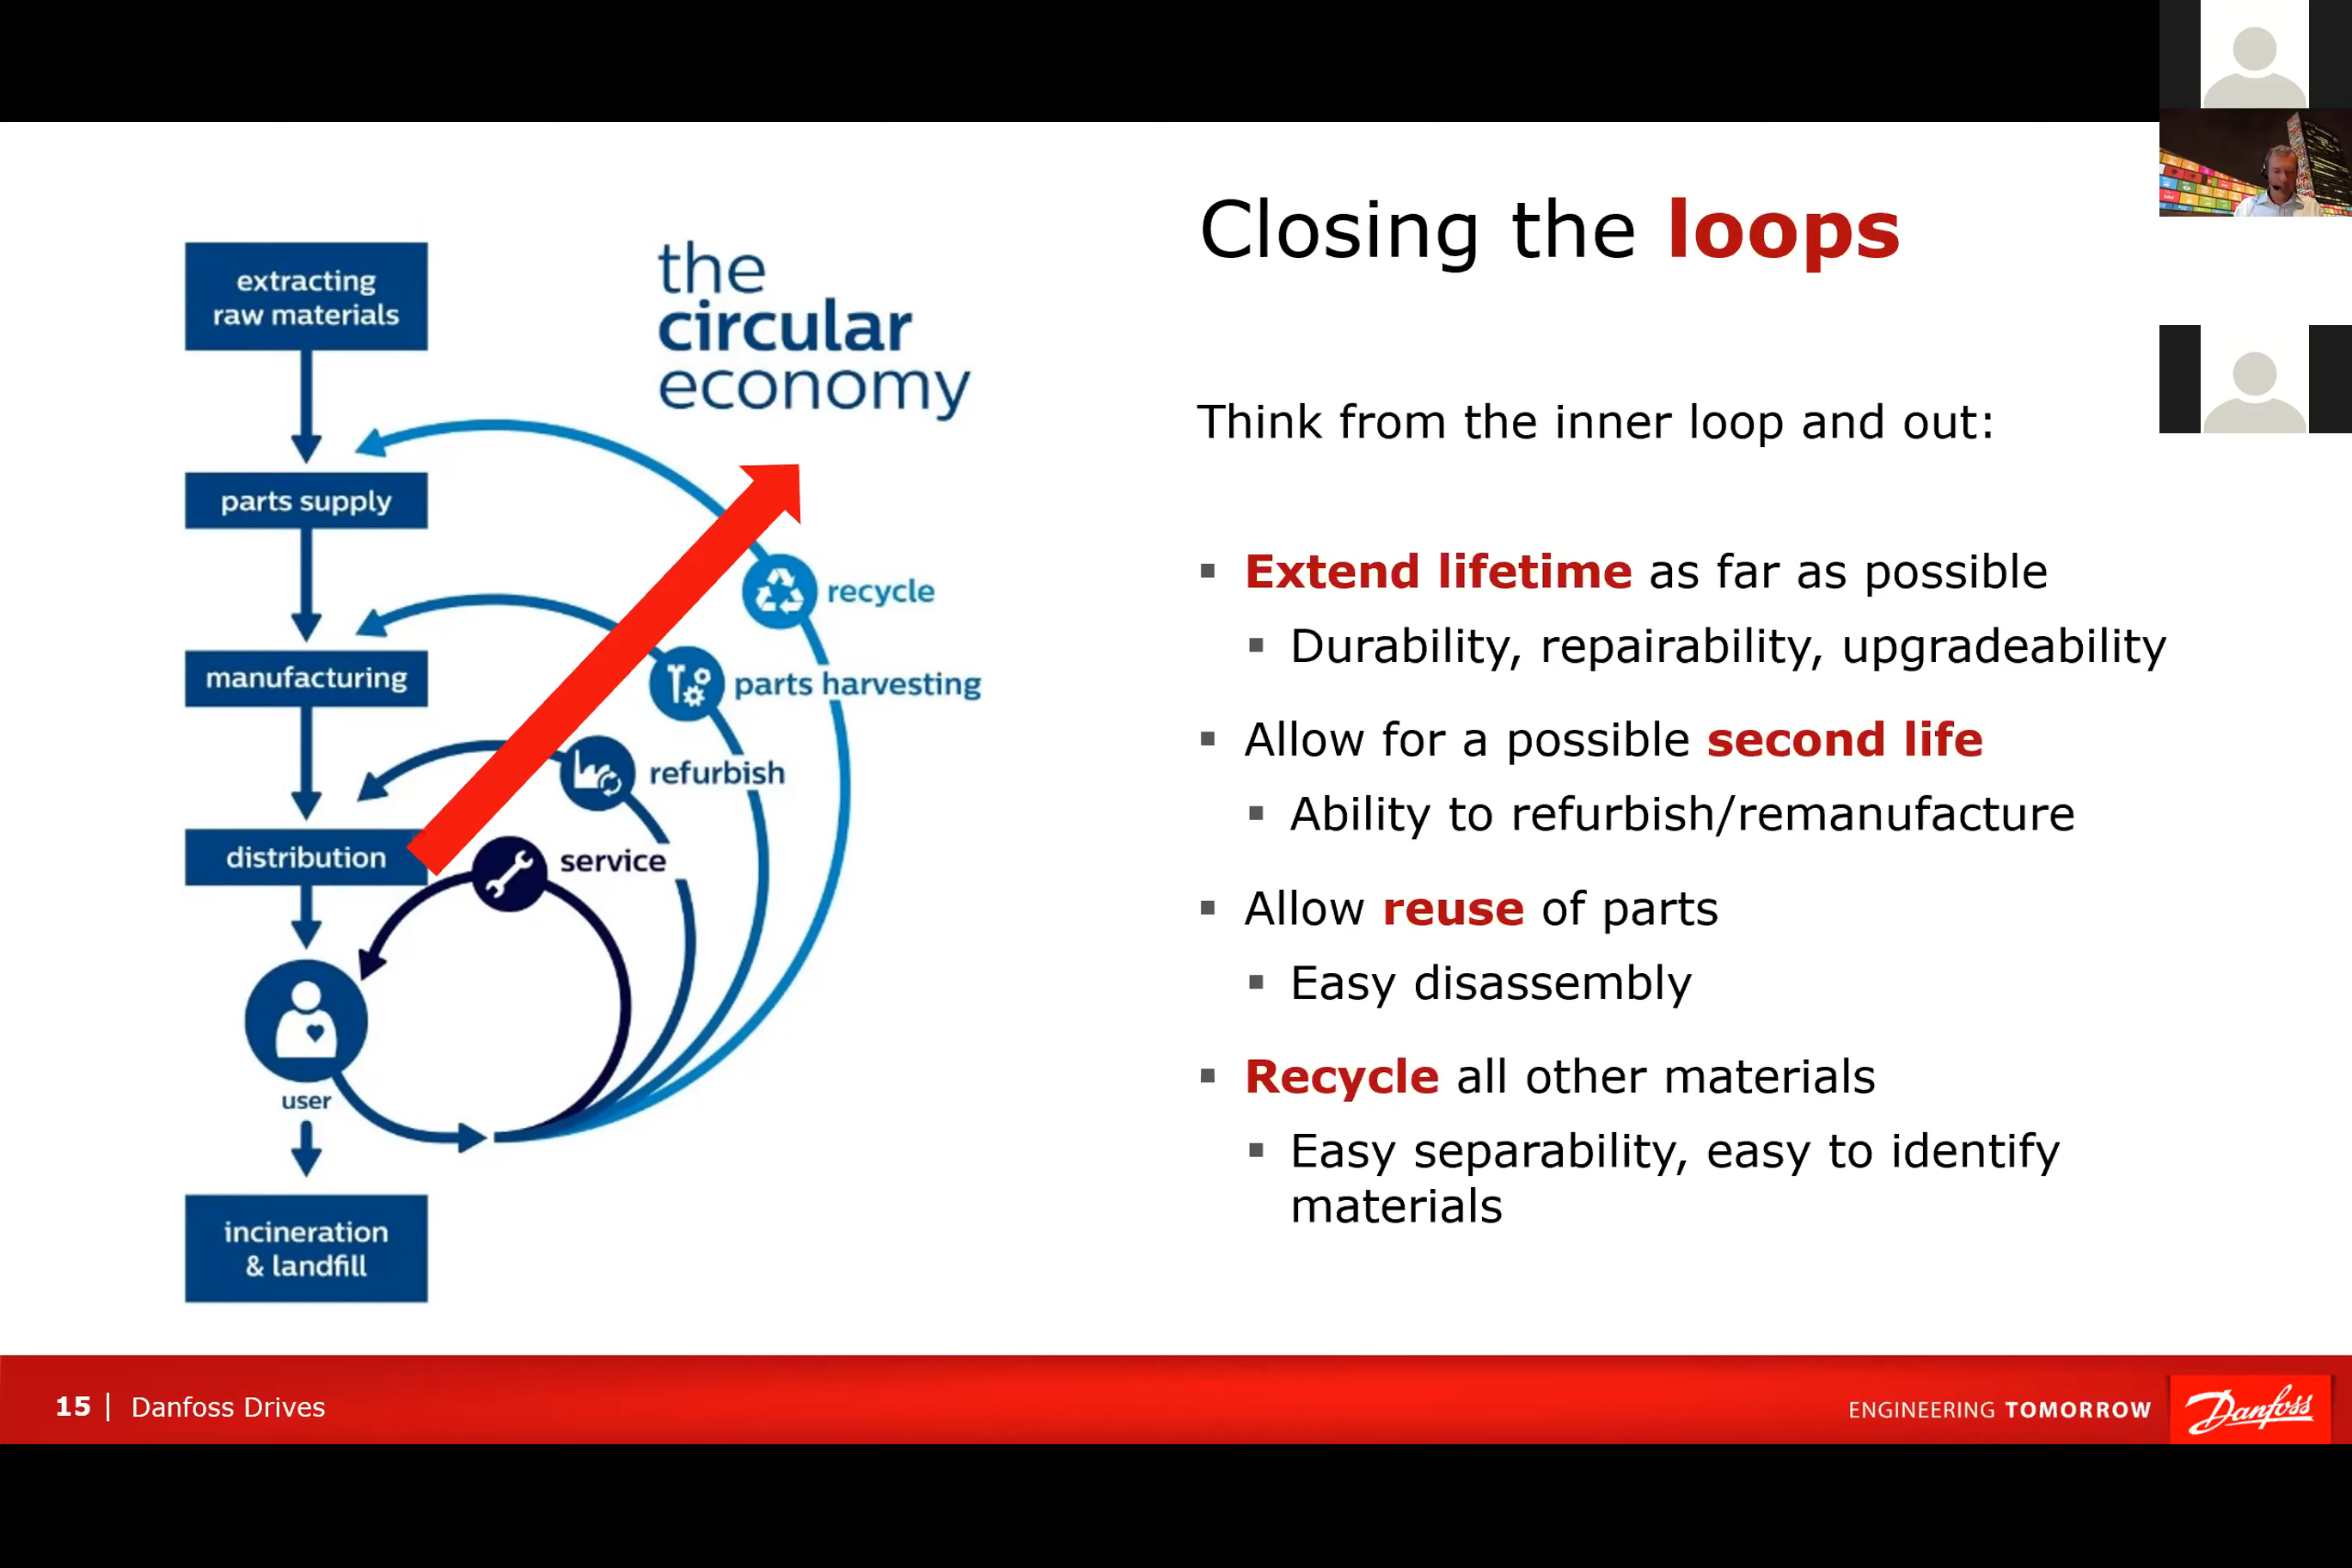 Closing the loops
the
circular
economy
extracting
raw materials
parts supply
manufacturing
distribution
user
incineration
& landfill
recycle
parts harvesting
refurbish
service
Think from the inner loop and out:
▪ Extend lifetime as far as possible
▪ Durability, repairability, upgradeability
▪ Allow for a possible second life
▪ Ability to refurbish/remanufacture
▪ Allow reuse of parts
▪ Easy disassembly
▪ Recycle all other materials
▪ Easy separability, easy to identify
materials
15 | Danfoss Drives
ENGINEERING TOMORROW
Danfoss